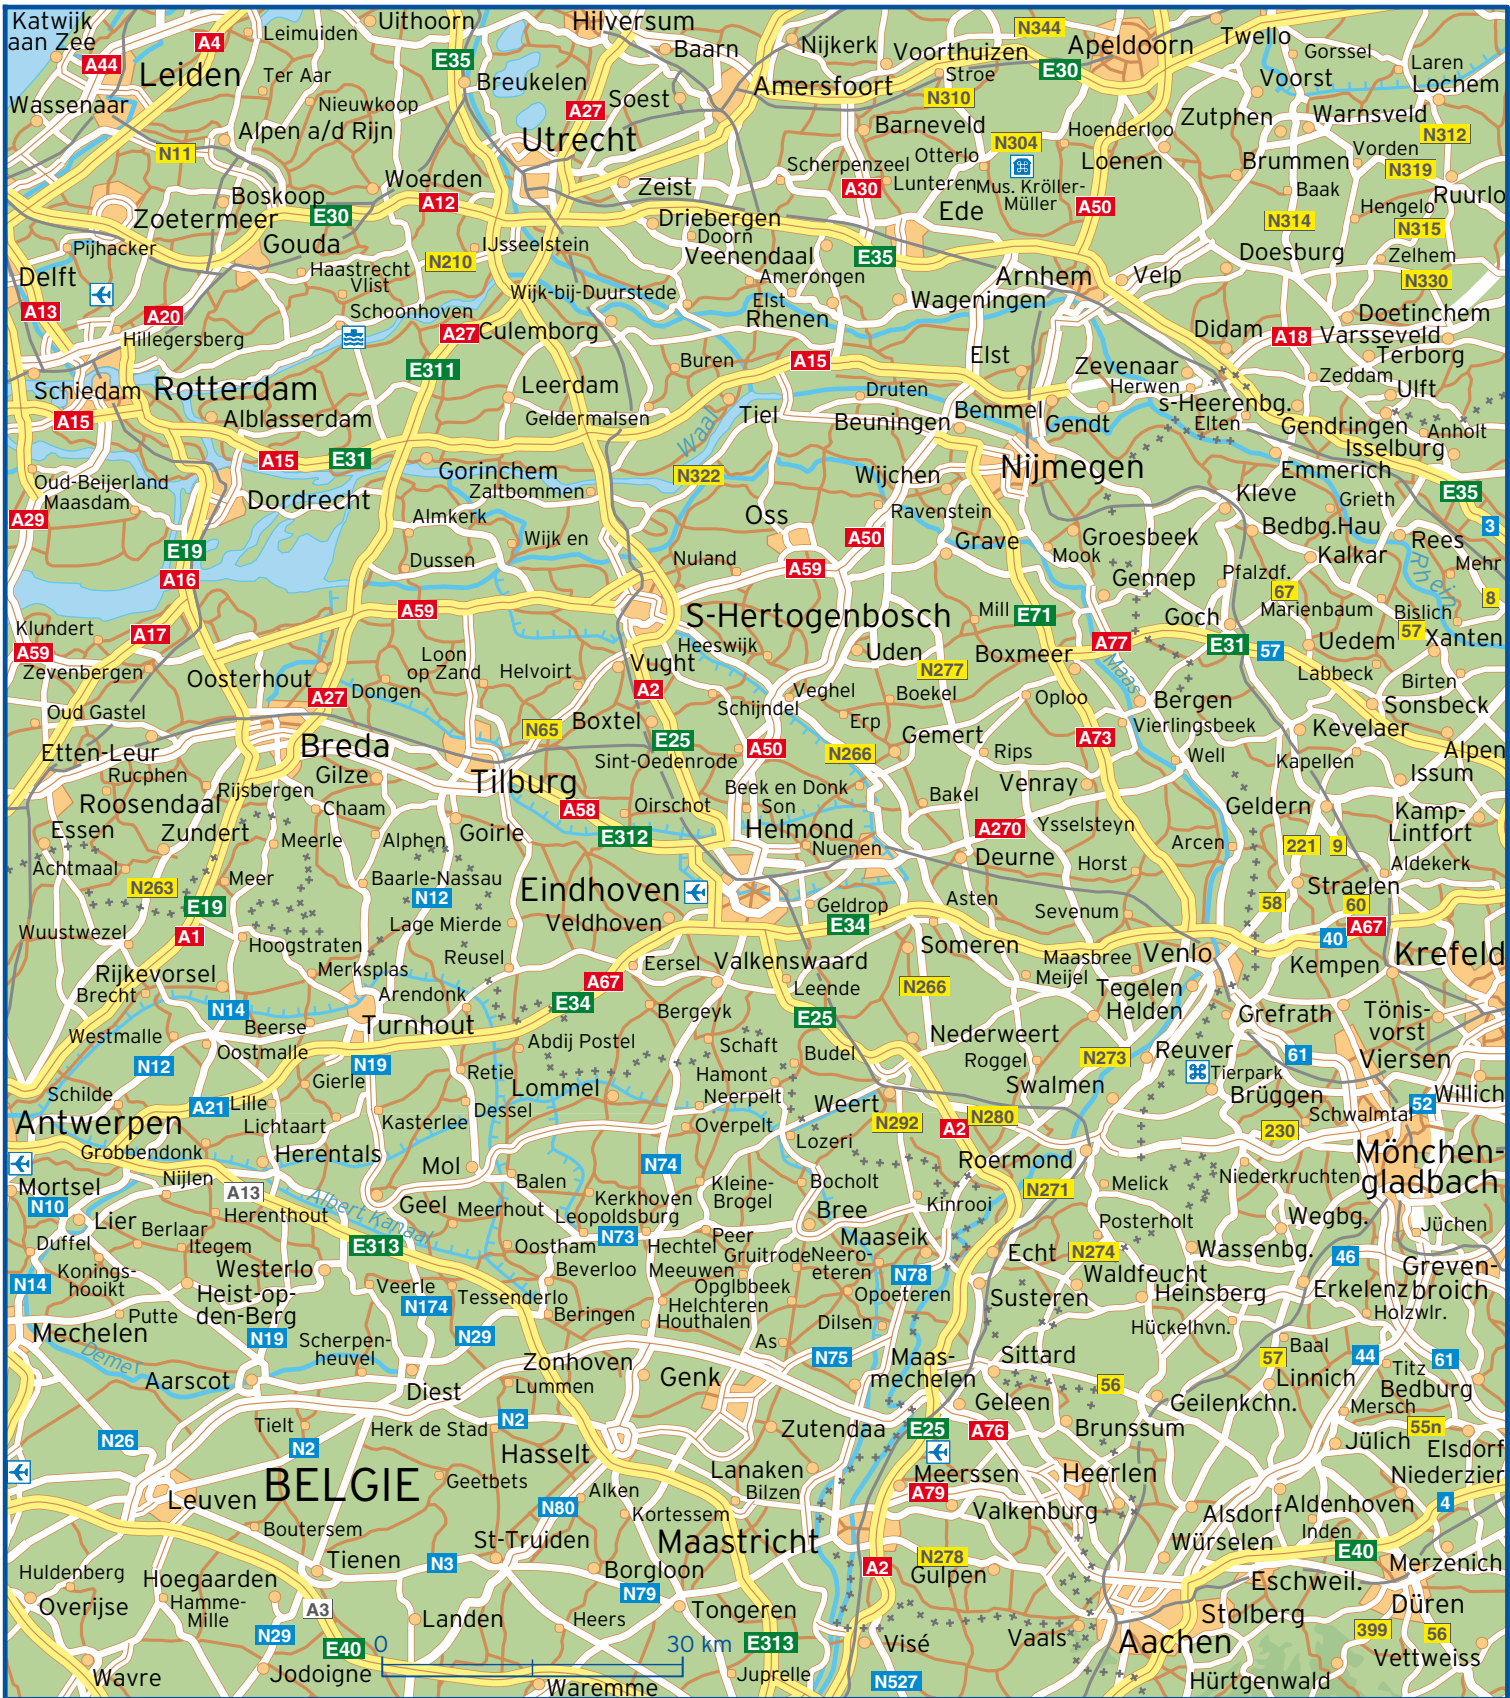 Katwijk
aan Zee
A4
Leimuiden
Uithoorn
Hilversum
N344
Baarn
Nijkerk
Voorthuizen
Apeldoorn
Twello
Gorssel
A44
Leiden
Ter Aar
E35
Breukelen
Soest
Amersfoort
Stroe
E30
Voorst
Laren
Lochem
Wassenaar
Nieuwkoop
A27
N310
Alpen a/d Rijn
Utrecht
Barneveld
Hoenderloo
Zutphen
Warnsveld
N312
N11
N304
Scherpenzeel
Otterlo
Loenen
Brummen
Vorden
N319
Boskoop
Woerden
Zeist
A30
Lunteren
Mus. Kröller-
Müller
Baak
Ruurlo
Zoetermeer
E30
A12
Driebergen
Ede
A50
N314
Hengelo
N315
Pijhacker
Gouda
N210
IJsseelstein
Doorn
Veenendaal
E35
Doesburg
Zelhem
Delft
Haastrecht
Vlist
Amerongen
Arnhem
Velp
N330
A13
A20
Schoonhoven
Wijk-bij-Duurstede
Elst
Rhenen
Wageningen
Doetinchem
Hillegersberg
A27
Culemborg
Didam
A18
Varsseveld
E311
Buren
A15
Elst
Zevenaar
Terborg
Schiedam
Rotterdam
Leerdam
Druten
Herwen
Zeddam
Ulft
A15
Alblasserdam
Geldermalsen
Waal
Tiel
Beuningen
Bemmel
Gendt
s-Heerenbg.
Elten
Gendringen
Anholt
Isselburg
A15
E31
Gorinchem
N322
Wijchen
Nijmegen
Emmerich
Oud-Beijerland
Maasdam
Dordrecht
Zaltbommen
Kleve
Grieth
E35
A29
Almkerk
Oss
Ravenstein
3
E19
Dussen
Wijk en
Nuland
A50
Grave
Groesbeek
Mook
Bedbg.Hau
Kalkar
Rees
Rhein
Mehr
A16
A59
Gennep
Pfalzdf.
67
8
A59
S-Hertogenbosch
Mill
E71
Goch
Marienbaum
Bislich
Klundert
A17
Heeswijk
A77
E31
57
Uedem
57
Xanten
A59
Zevenbergen
Loon
op Zand
Helvoirt
Vught
Uden
N277
Boxmeer
Maas
Labbeck
Birten
Oosterhout
A27
Dongen
A2
Veghel
Boekel
Oploo
Bergen
Sonsbeck
Oud Gastel
N65
Boxtel
Schijndel
Erp
Vierlingsbeek
Kevelaer
Etten-Leur
Breda
E25
A50
N266
Gemert
A73
Alpen
Rucphen
Gilze
Sint-Oedenrode
Rips
Well
Kapellen
Rijsbergen
Tilburg
Beek en Donk
Son
Bakel
Venray
Issum
Roosendaal
Chaam
A58
Oirschot
Geldern
Kamp-
Lintfort
Essen
Zundert
Meerle
Alphen
Goirle
E312
Helmond
Nuenen
A270
Ysselsteyn
Arcen
221
9
Achtmaal
Meer
Baarle-Nassau
Deurne
Horst
Aldekerk
N263
E19
N12
Eindhoven
Geldrop
Asten
Straelen
58
60
Wuustwezel
A1
Lage Mierde
Veldhoven
E34
Sevenum
A67
Hoogstraten
Reusel
Someren
40
Rijkevorsel
Merksplas
Eersel
Valkenswaard
Maasbree
Venlo
Kempen
Krefeld
Brecht
Arendonk
A67
Leende
N266
Meijel
Tegelen
N14
E34
Bergeyk
E25
Helden
Grefrath
Tönis-
vorst
Westmalle
Beerse
Turnhout
Abdij Postel
Schaft
Nederweert
Oostmalle
N12
N19
Budel
Roggel
N273
Reuver
61
Viersen
Schilde
Gierle
Retie
Lommel
Hamont
Swalmen
Tierpark
A21
Lille
Dessel
Neerpelt
Weert
Brüggen
Willich
52
Antwerpen
Lichtaart
Kasterlee
Overpelt
N292
N280
A2
Schwalmtal
Grobbendonk
Herentals
Lozeri
230
Mortsel
Nijlen
Mol
N74
Roermond
Mönchen-
gladbach
N10
A13
Balen
Kleine-
Brogel
Bocholt
N271
Melick
Niederkruchten
Lier
Herenthout
Albert Kanaal
Geel
Meerhout
Kerkhoven
Leopoldsburg
Bree
Kinrooi
Posterholt
Wegbg.
Jüchen
Duffel
Berlaar
Itegem
E313
Oostham
N73
Hechtel
Peer
Gruitrode
Neero-
eteren
Maaseik
Echt
N274
Wassenbg.
46
Konings-
hooikt
Westerlo
Beverloo
Meeuwen
Opglbbeek
N78
Waldfeucht
Greven-
broich
N14
Heist-op-
den-Berg
Veerle
Tessenderlo
Helchteren
Opoeteren
Susteren
Heinsberg
Erkelenz
Putte
N174
Beringen
Houthalen
Holzwlr.
Mechelen
N19
N29
Dilsen
Hückelhvn.
Demer
Scherpen-
heuvel
As
N75
Maas-
mechelen
Sittard
Baal
57
44
61
Aarscot
Zonhoven
Genk
Linnich
Titz
Bedburg
Diest
Lummen
Geleen
56
Geilenkchn.
Mersch
Tielt
Herk de Stad
N2
Zutendaa
E25
A76
Brunssum
55n
N26
N2
Hasselt
Jülich
Elsdorf
BELGIE
Geetbets
Lanaken
Bilzen
Meerssen
A79
Heerlen
Niederzier
4
Leuven
Alken
N80
Kortessem
Valkenburg
Alsdorf
Aldenhoven
Boutersem
St-Truiden
Maastricht
Würselen
Inden
E40
Huldenberg
Tienen
N3
Borgloon
N79
A2
N278
Gulpen
Merzenich
Hoegaarden
Eschweil.
Overijse
Hamme-
Mille
A3
Landen
Heers
Tongeren
Stolberg
Düren
N29
E40
0
30 km
E313
Visé
Vaals
Aachen
399
56
Vettweiss
Wavre
Jodoigne
Waremme
Juprelle
N527
Hürtgenwald